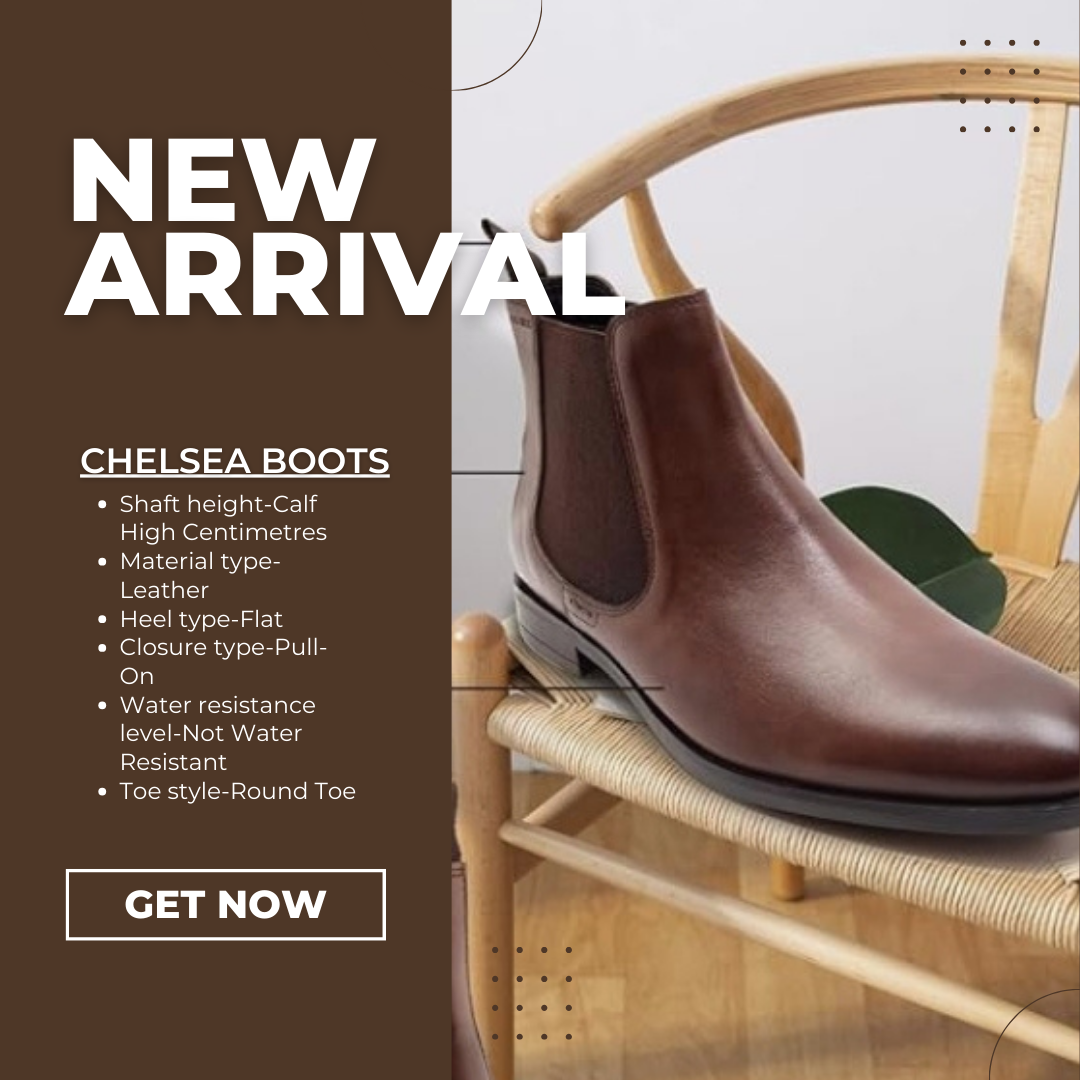 NEW
ARRIVAL
CHELSEA BOOTS
• Shaft height-Calf
High Centimetres
• Material type-
Leather
• Heel type-Flat
• Closure type-Pull-
On
• Water resistance
level-Not Water
Resistant
• Toe style-Round Toe
GET NOW